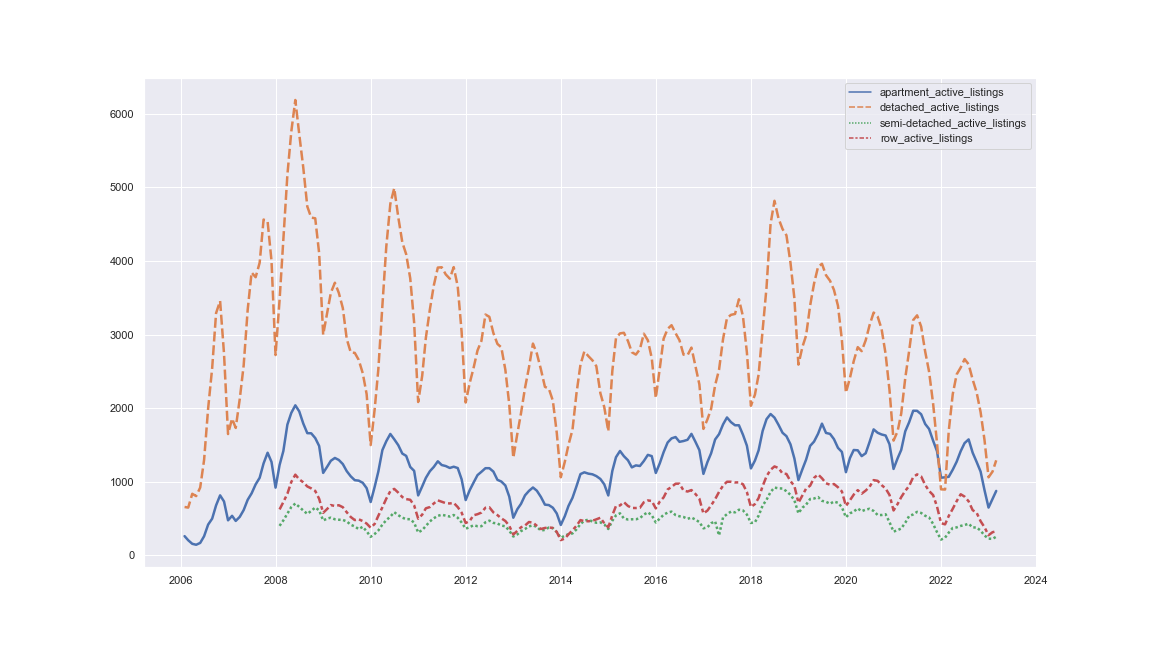 apartment_active_listings
detached_active_listings
semi-detached_active_listings
row_active_listings
6000
5000
4000
3000
2000
1000
0
2006 2008 2010 2012 2014 2016 2018 2020 2022 2024